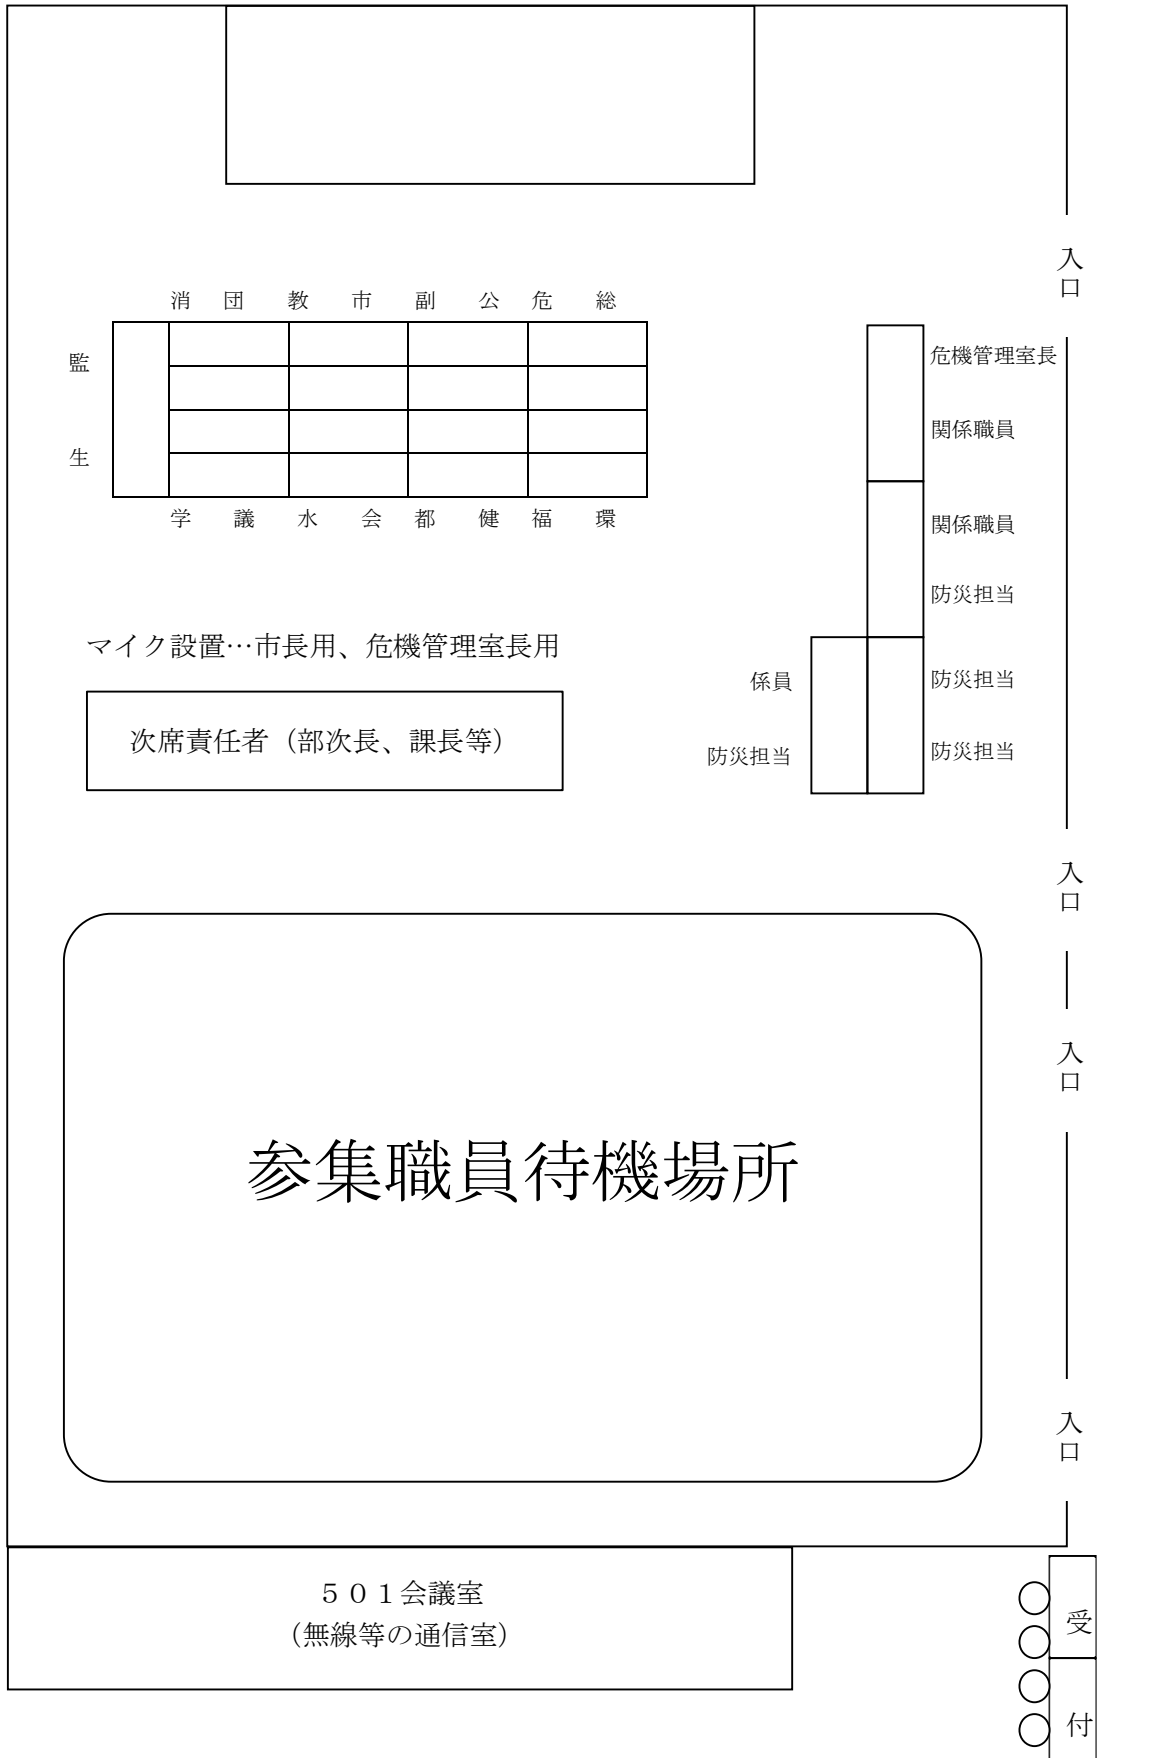 入口
消 団 教 市 副 公 危 総
監
生
学 議 水 会 都 健 福 環
危機管理室長
関係職員
関係職員
防災担当
防災担当
防災担当
係員
防災担当
マイク設置…市長用、危機管理室長用
次席責任者（部次長、課長等）
入口
入口
参集職員待機場所
入口
５０１会議室
（無線等の通信室）
受付